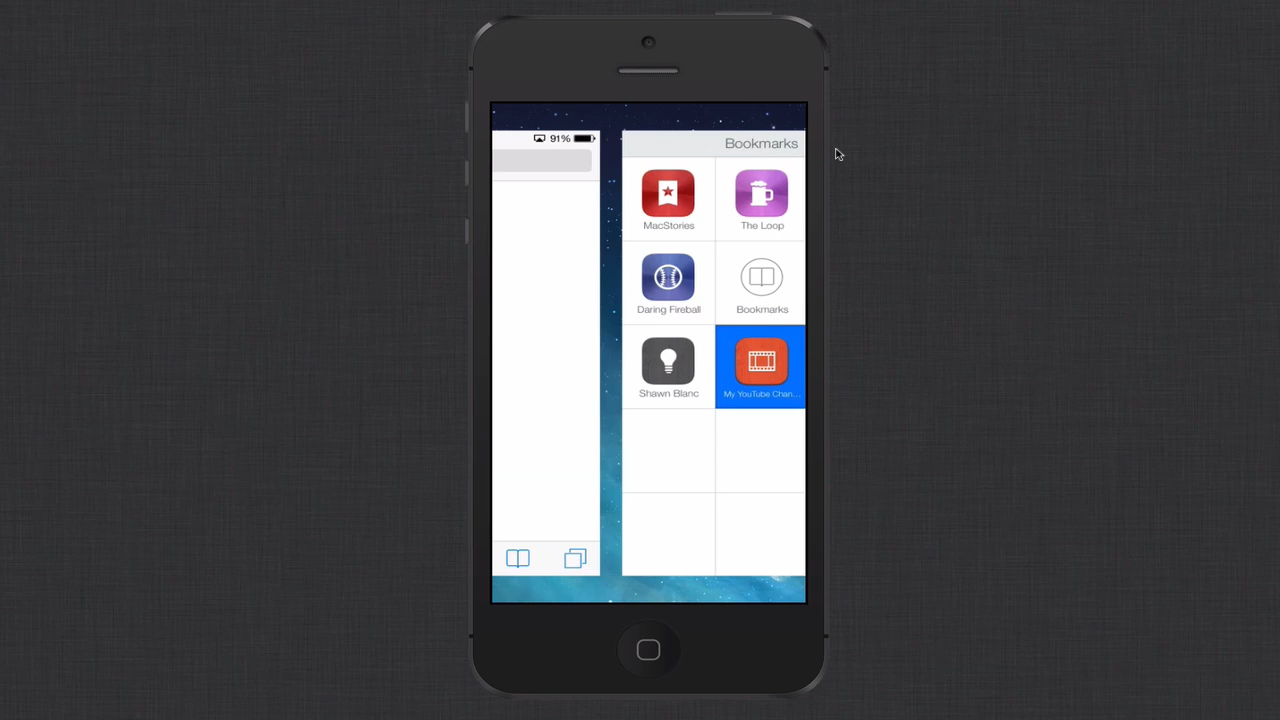 91%
Bookmarks
MacStories
The Loop
Daring Fireball
Bookmarks
Shawn Blanc
My YouTube Chan...